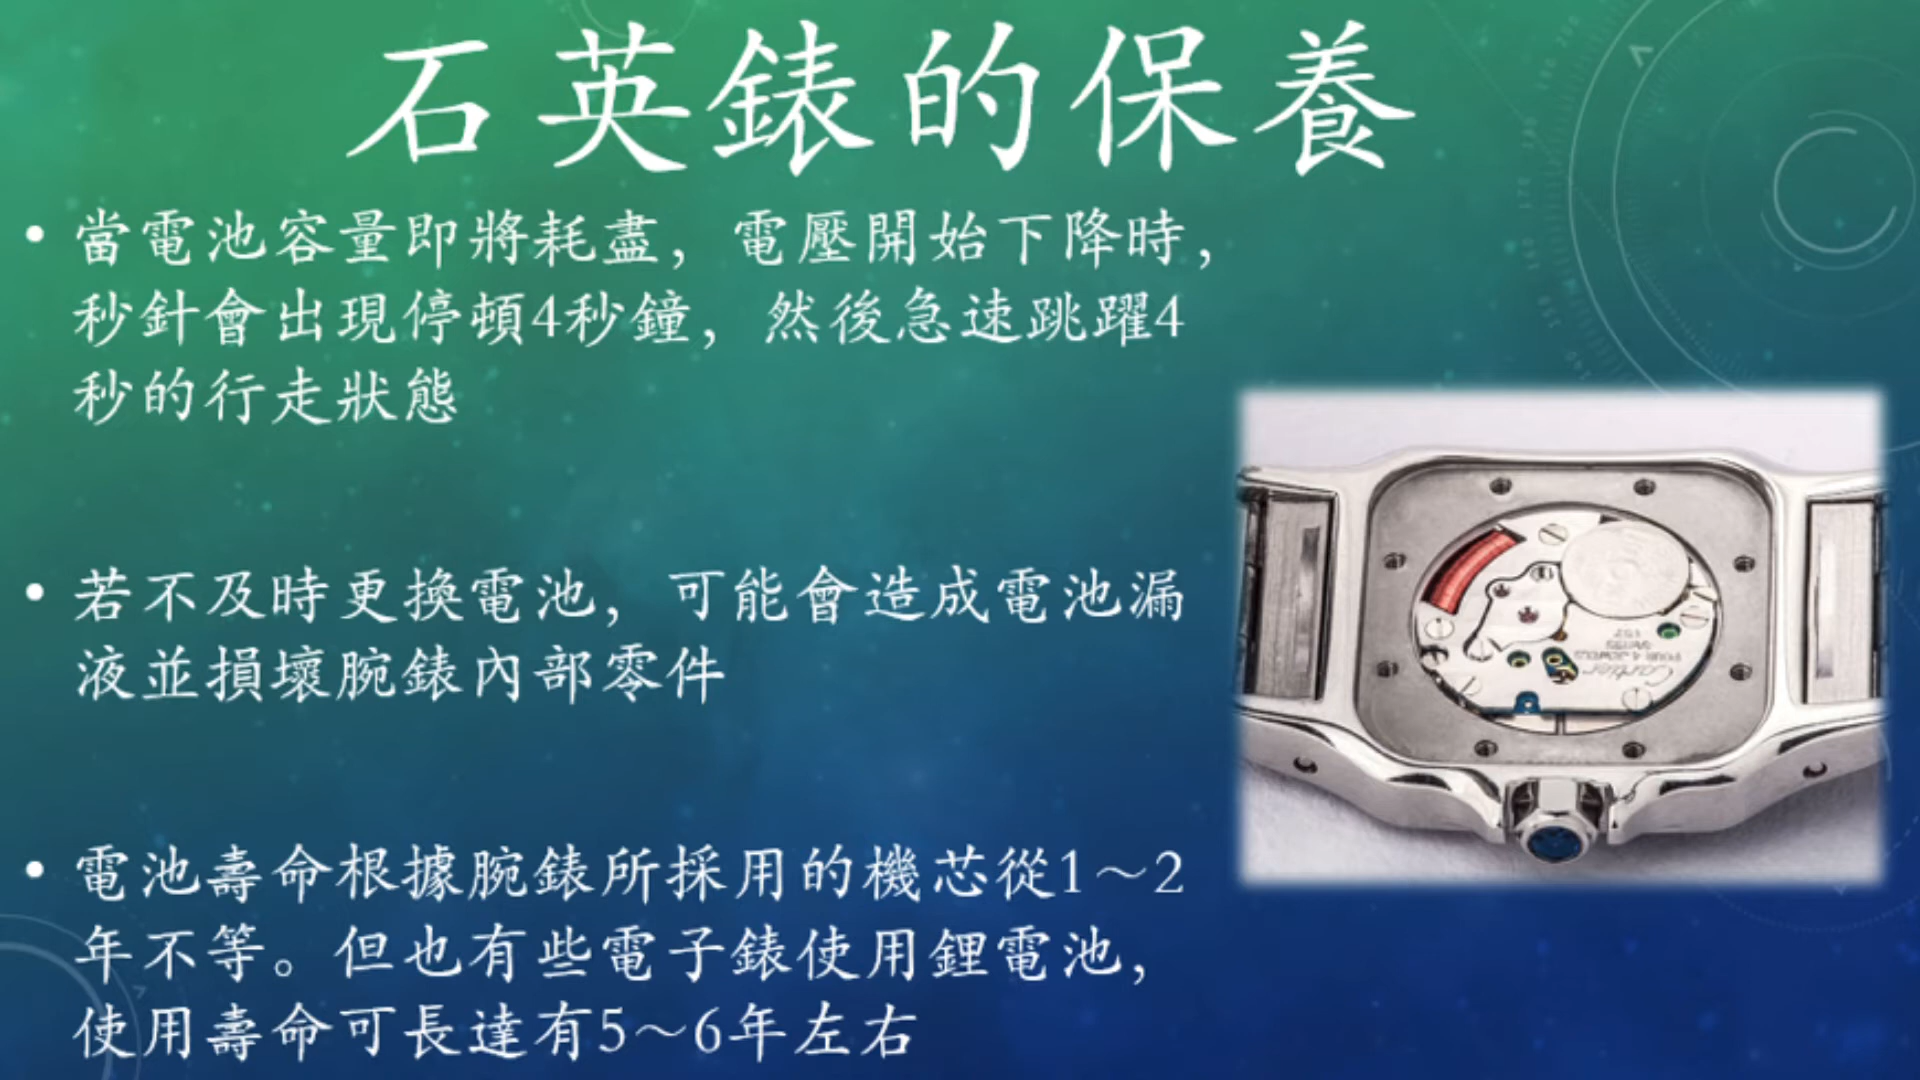 石英錶的保養
• 當電池容量即將耗盡，電壓開始下降時，
秒針會出現停頓4秒鐘，然後急速跳躍4
秒的行走狀態
• 若不及時更換電池，可能會造成電池漏
液並損壞腕錶內部零件
• 電池壽命根據腕錶所採用的機芯從1～2
年不等。但也有些電子錶使用鋰電池，
使用壽命可長達有5～6年左右
Cartier